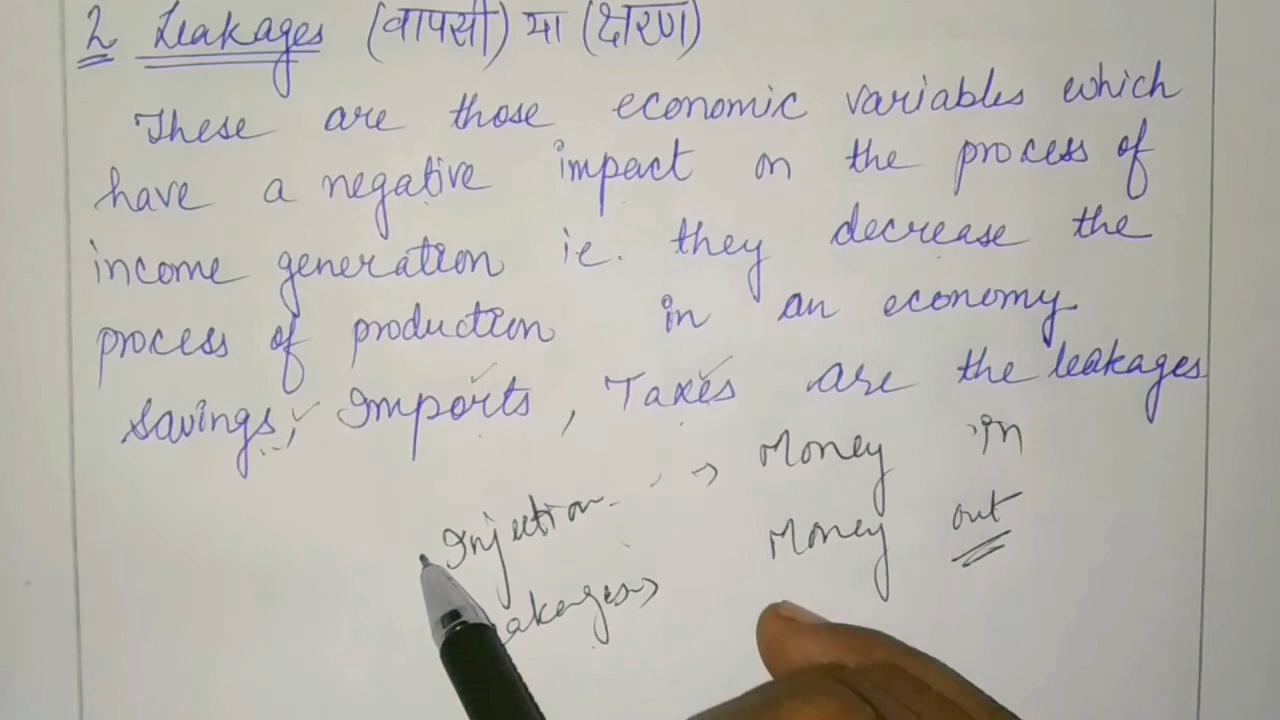 2 Leakages (वापसी) या (क्षरण)
These are those economic variables which
have a negative impact on the process of
income generation i.e. they decrease the
process of production in an economy.
Savings, Imports, Taxes are the leakages
Injection → Money in
eakages → Money out